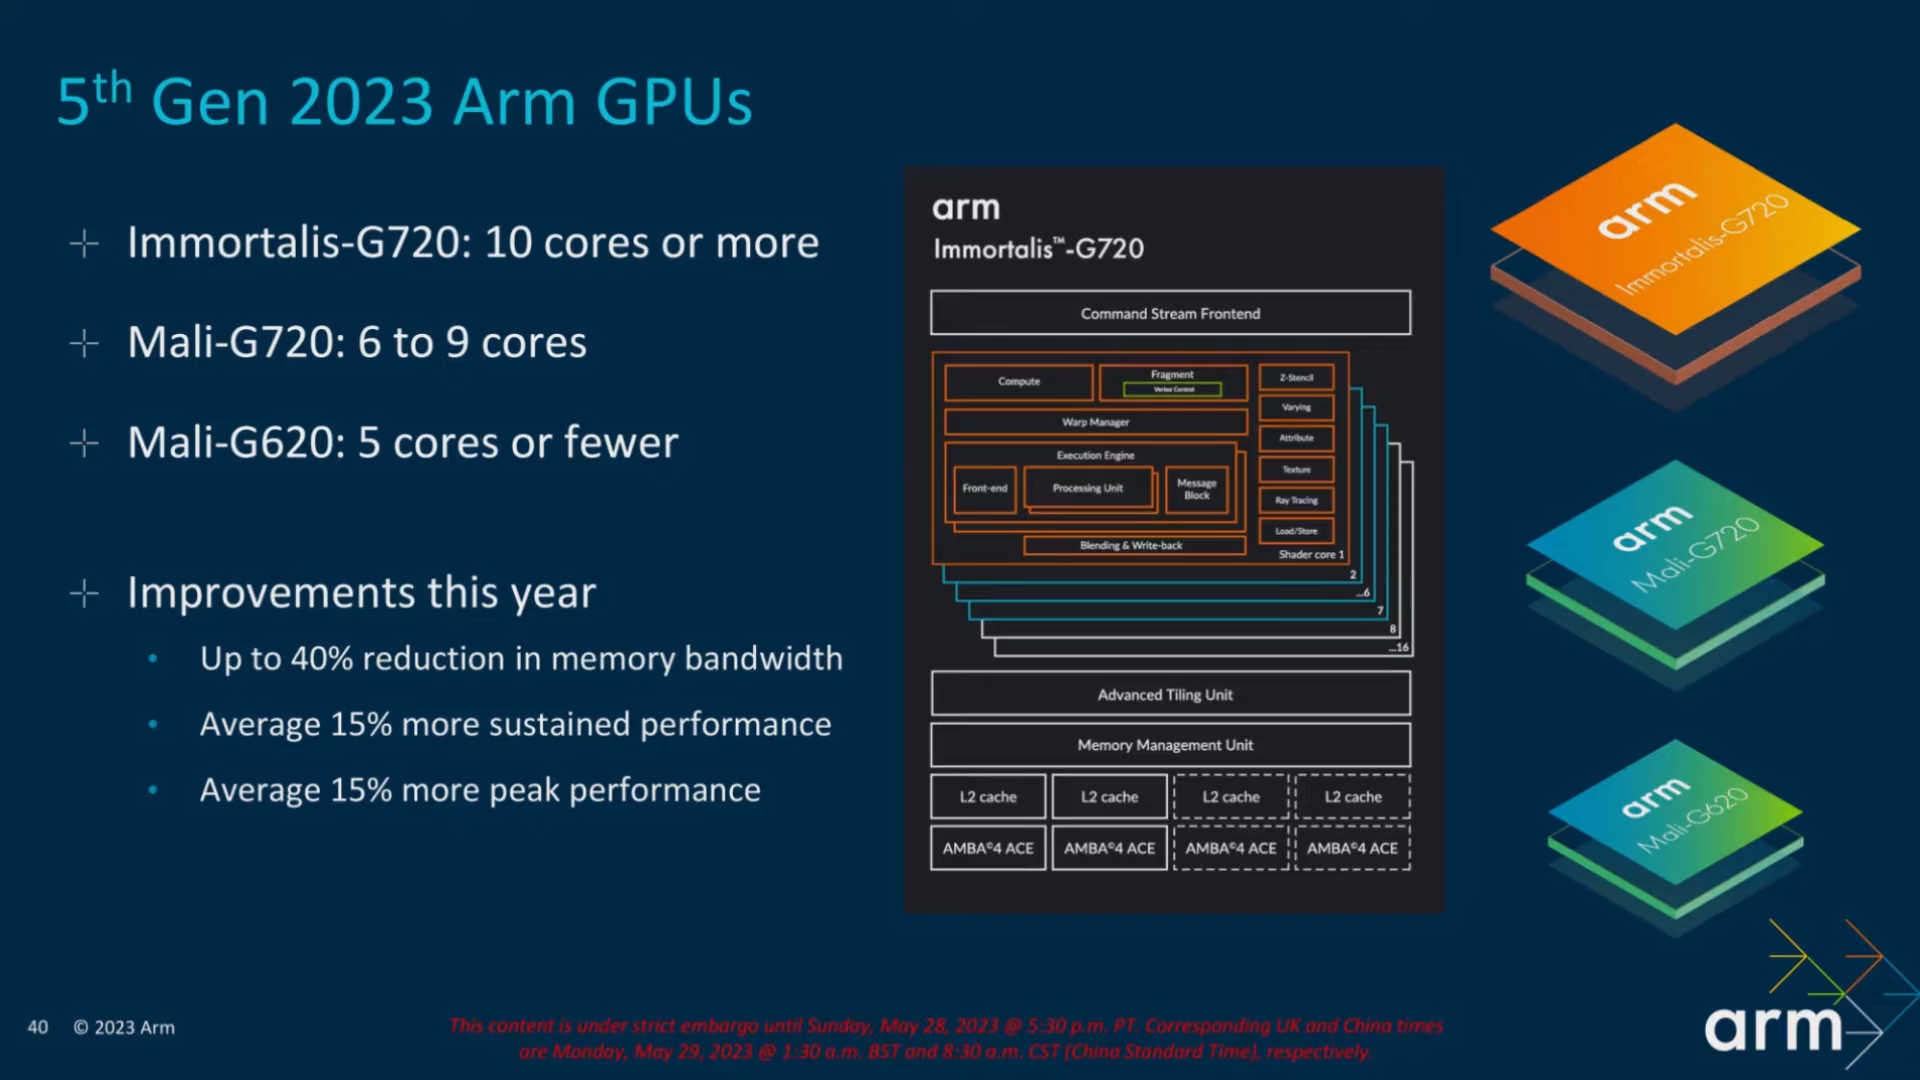 5th Gen 2023 Arm GPUs
Immortalis-G720: 10 cores or more
Mali-G720: 6 to 9 cores
Mali-G620: 5 cores or fewer
Improvements this year
• Up to 40% reduction in memory bandwidth
• Average 15% more sustained performance
• Average 15% more peak performance
arm
Immortalis™-G720
Command Stream Frontend
Compute
Fragment
Vertex Control
Warp Manager
Execution Engine
Front-end
Processing Unit
Message
Block
Blending & Write-back
Z-Stencil
Varying
Attribute
Texture
Ray Tracing
Load/Store
Shader core 1
2
...6
7
8
...16
Advanced Tiling Unit
Memory Management Unit
L2 cache L2 cache L2 cache L2 cache
AMBA®4 ACE AMBA®4 ACE AMBA®4 ACE AMBA®4 ACE
arm
Immortalis-G720
arm
Mali-G720
arm
Mali-G620
40 © 2023 Arm
This content is under strict embargo until Sunday, May 28, 2023 @ 5:30 p.m. PT. Corresponding UK and China times
are Monday, May 29, 2023 @ 1:30 a.m. BST and 8:30 a.m. CST (China Standard Time), respectively.
arm